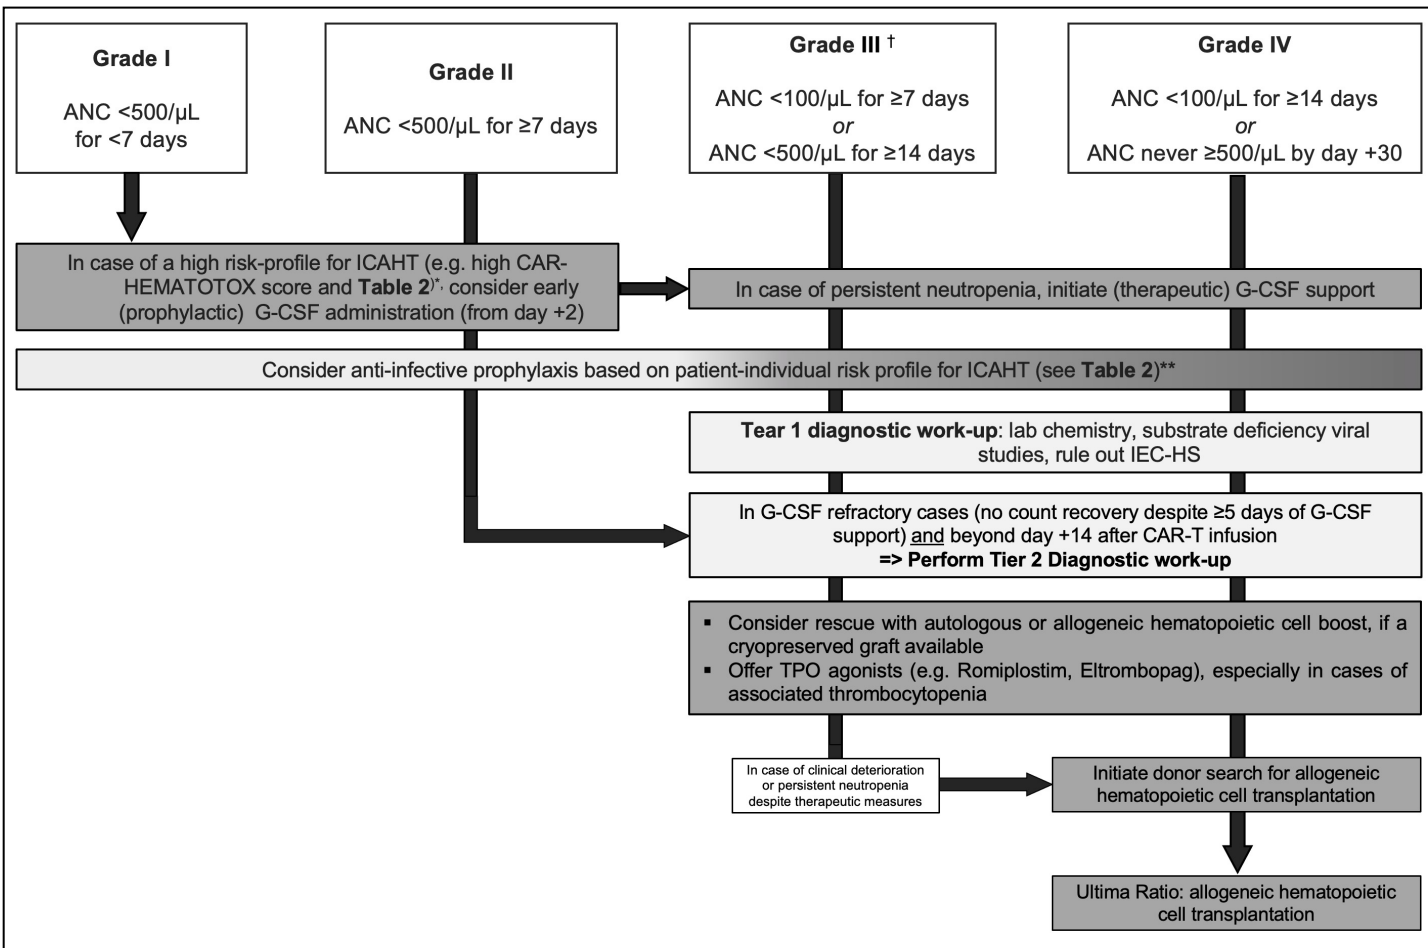 Grade I
ANC <500/µL
for <7 days
Grade II
ANC <500/µL for ≥7 days
Grade III †
ANC <100/µL for ≥7 days
or
ANC <500/µL for ≥14 days
Grade IV
ANC <100/µL for ≥14 days
or
ANC never ≥500/µL by day +30
In case of a high risk-profile for ICAHT (e.g. high CAR-
HEMATOTOX score and Table 2)*, consider early
(prophylactic) G-CSF administration (from day +2)
In case of persistent neutropenia, initiate (therapeutic) G-CSF support
Consider anti-infective prophylaxis based on patient-individual risk profile for ICAHT (see Table 2)**
Tear 1 diagnostic work-up: lab chemistry, substrate deficiency viral
studies, rule out IEC-HS
In G-CSF refractory cases (no count recovery despite ≥5 days of G-CSF
support) and beyond day +14 after CAR-T infusion
=> Perform Tier 2 Diagnostic work-up
▪ Consider rescue with autologous or allogeneic hematopoietic cell boost, if a
cryopreserved graft available
▪ Offer TPO agonists (e.g. Romiplostim, Eltrombopag), especially in cases of
associated thrombocytopenia
In case of clinical deterioration
or persistent neutropenia
despite therapeutic measures
Initiate donor search for allogeneic
hematopoietic cell transplantation
Ultima Ratio: allogeneic hematopoietic
cell transplantation